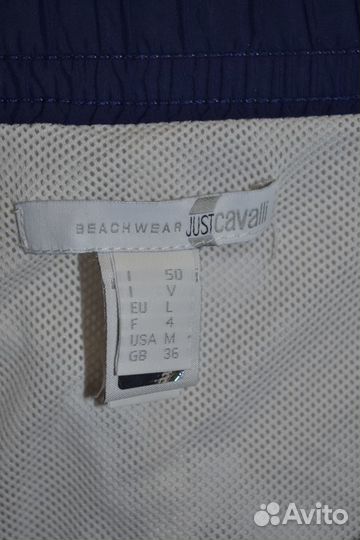 BEACHWEAR JUST cavalli
I 50
I V
EU L
F 4
USA M
GB 36
Avito